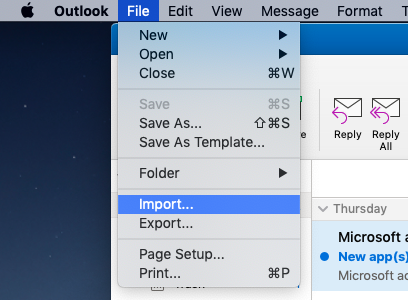 Outlook File Edit View Message Format T
New
Open
Close ⌘W
Save ⌘S
Save As... ⇧⌘S
Save As Template...
Folder
Import...
Export...
Page Setup...
Print... ⌘P
Reply
Reply All
Thursday
Microsoft a
New app(s)
Microsoft ac